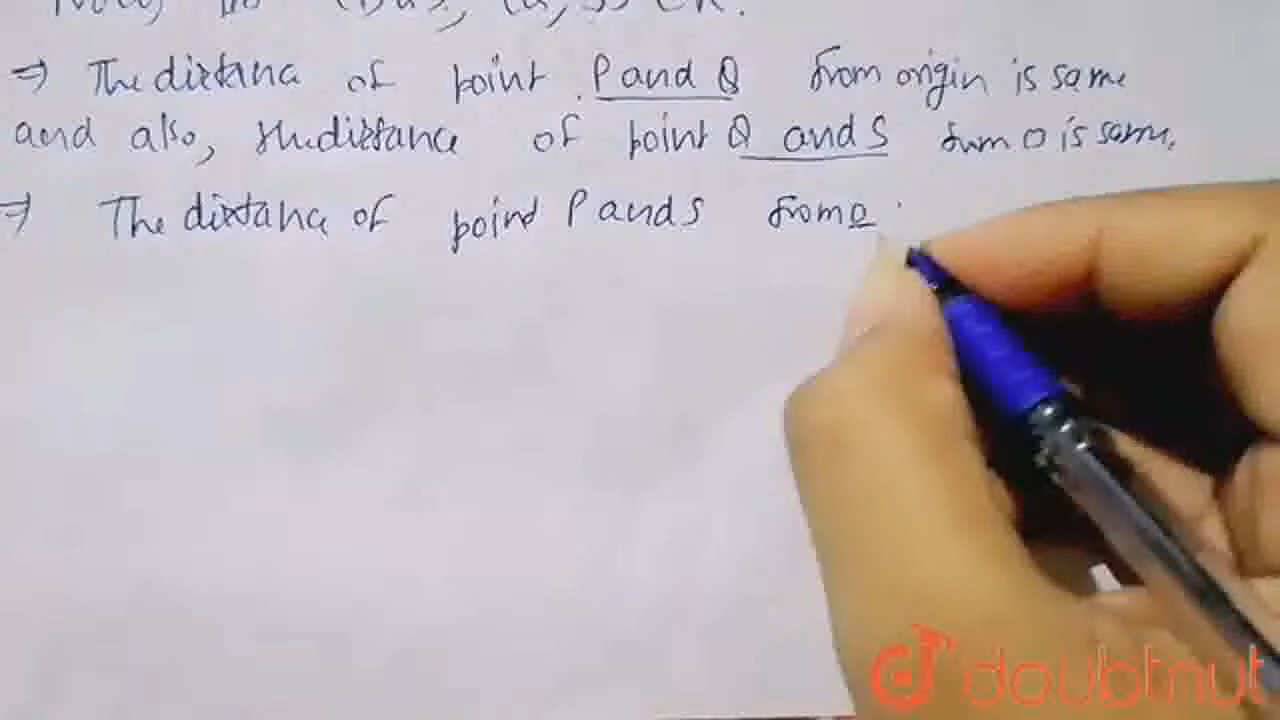 ⇒ The distance of point P and Q from origin is same
and also, the distance of point Q and S from O is same.
⇒ The distance of point P and S from O
doubtnut